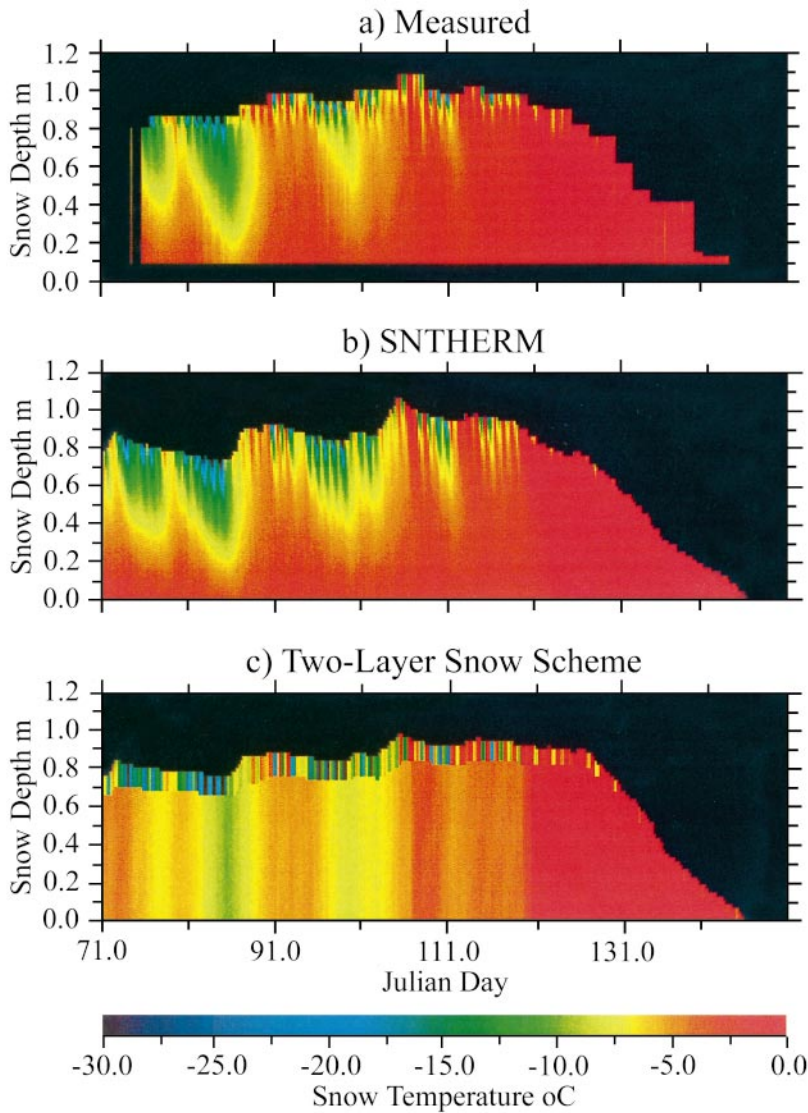 a) Measured
1.2
1.0
0.8
0.6
0.4
0.2
0.0
Snow Depth m
b) SNTHERM
1.2
1.0
0.8
0.6
0.4
0.2
0.0
Snow Depth m
c) Two-Layer Snow Scheme
1.2
1.0
0.8
0.6
0.4
0.2
0.0
Snow Depth m
71.0 91.0 111.0 131.0
Julian Day
-30.0 -25.0 -20.0 -15.0 -10.0 -5.0 0.0
Snow Temperature oC